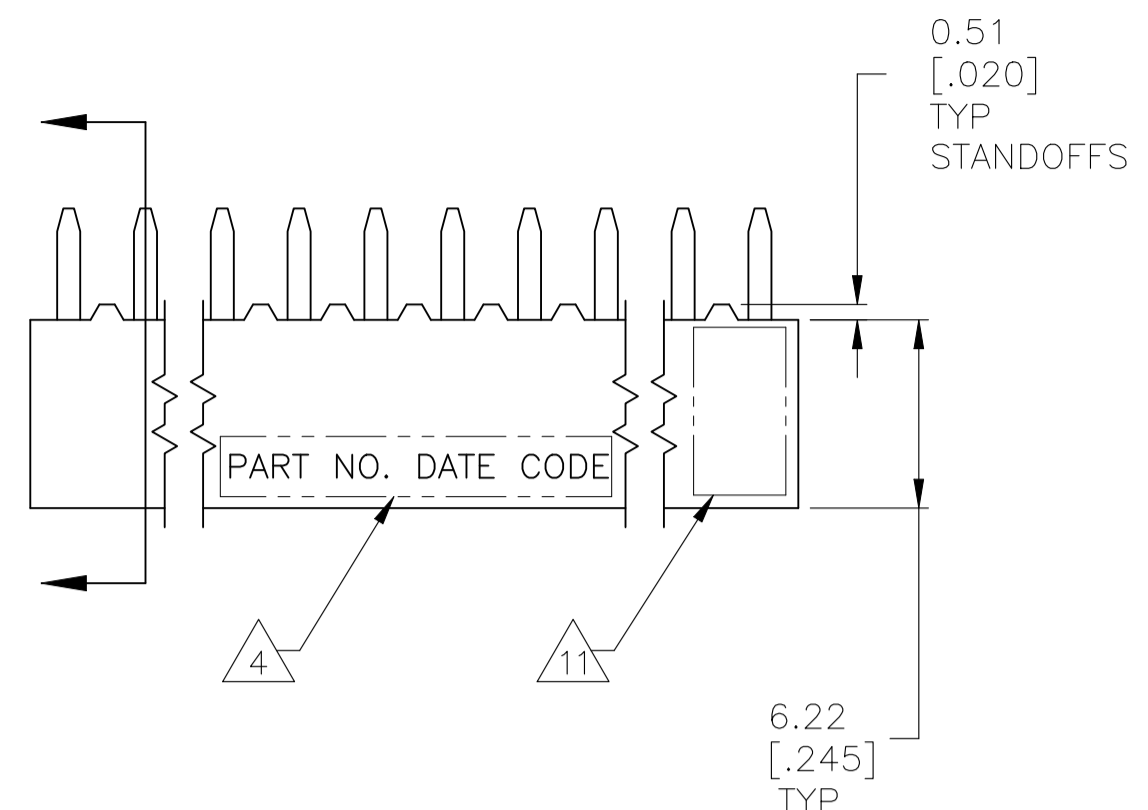 0.51
[.020]
TYP
STANDOFFS
PART NO. DATE CODE
4
11
6.22
[.245]
TYP